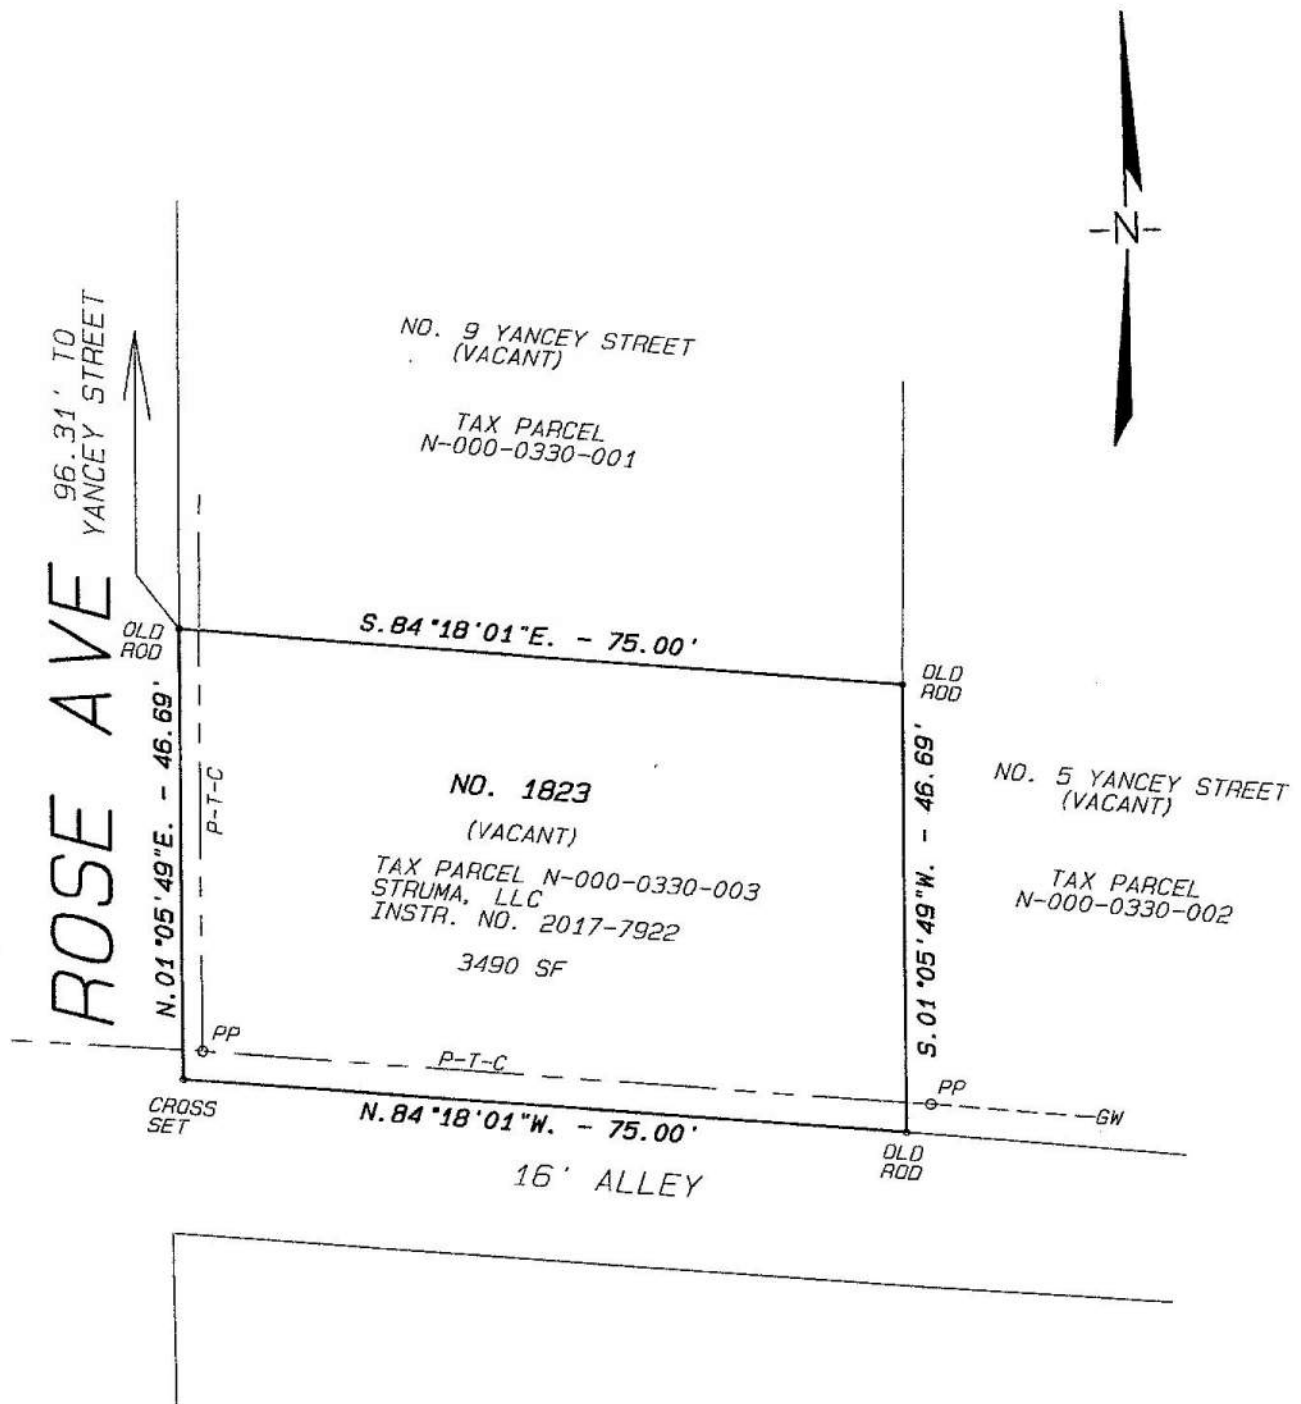 -N-
96.31' TO
YANCEY STREET
ROSE AVE
NO. 9 YANCEY STREET
(VACANT)
TAX PARCEL
N-000-0330-001
OLD
ROD
S.84°18'01"E. - 75.00'
OLD
ROD
N.01°05'49"E. - 46.69'
P-T-C
NO. 1823
(VACANT)
TAX PARCEL N-000-0330-003
STRUMA, LLC
INSTR. NO. 2017-7922
3490 SF
S.01°05'49"W. - 46.69'
NO. 5 YANCEY STREET
(VACANT)
TAX PARCEL
N-000-0330-002
PP
P-T-C
PP
GW
CROSS
SET
N.84°18'01"W. - 75.00'
OLD
ROD
16' ALLEY